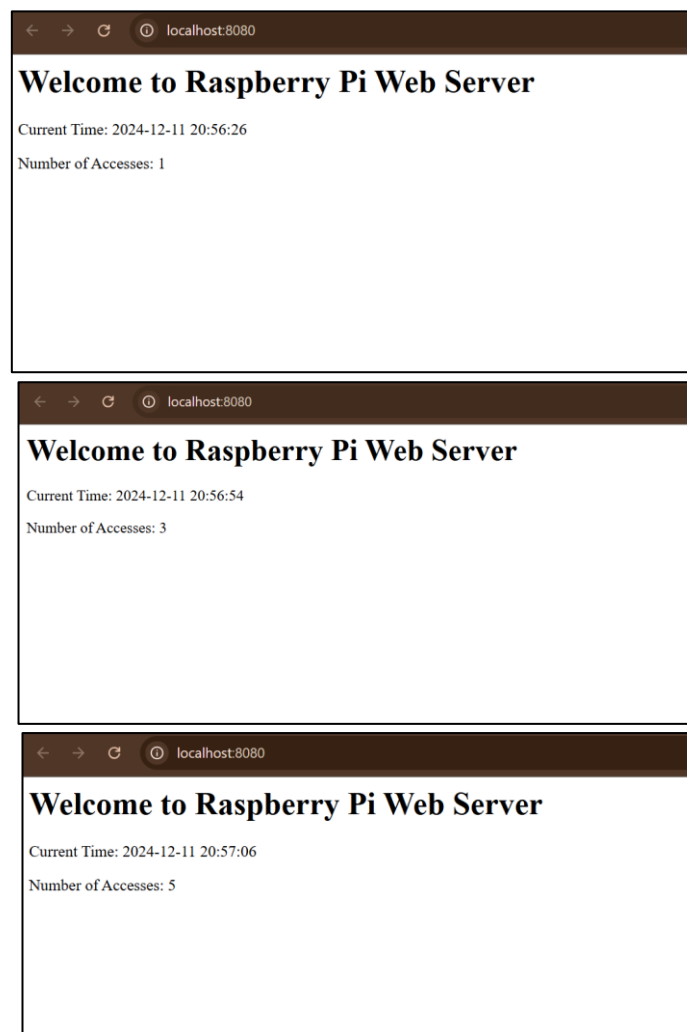 localhost:8080
Welcome to Raspberry Pi Web Server
Current Time: 2024-12-11 20:56:26
Number of Accesses: 1
localhost:8080
Welcome to Raspberry Pi Web Server
Current Time: 2024-12-11 20:56:54
Number of Accesses: 3
localhost:8080
Welcome to Raspberry Pi Web Server
Current Time: 2024-12-11 20:57:06
Number of Accesses: 5